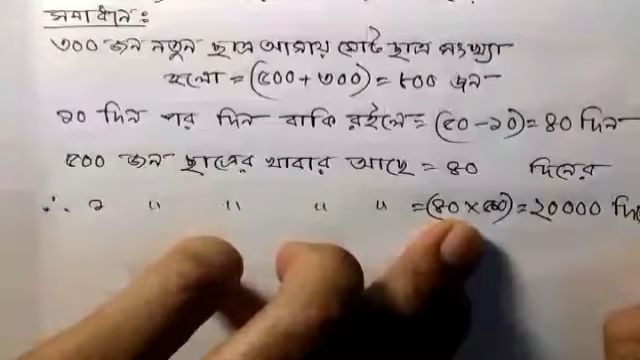 সমাধান:
৩০০ জন নতুন ছাত্র আসায় মোট ছাত্র সংখ্যা
হলো = (৫০০ + ৩০০) = ৮০০ জন
১০ দিন পর দিন বাকি রইলো = (৫০ - ১০) = ৪০ দিন
৫০০ জন ছাত্রের খাবার আছে = ৪০ দিনের
∴ ১ " " " " = (৪০ × ৫০০) = ২০০০০